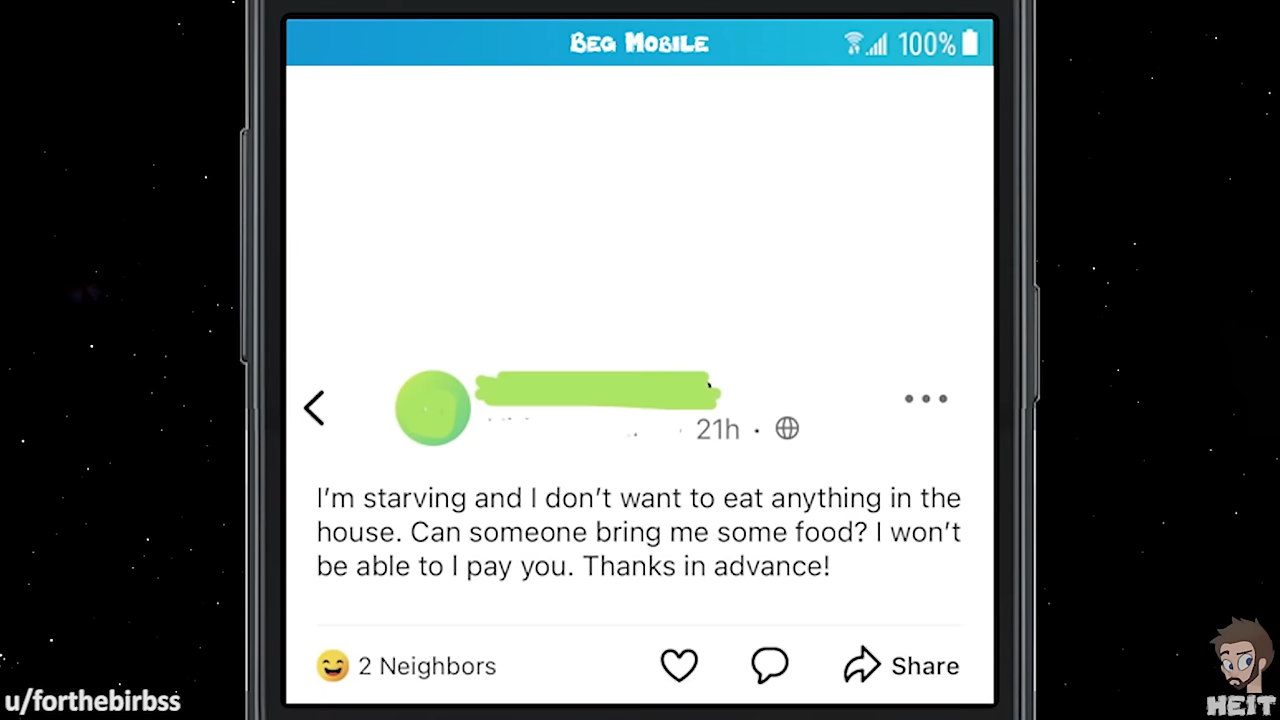 BEG MOBILE
100%
21h ·
I'm starving and I don't want to eat anything in the
house. Can someone bring me some food? I won't
be able to I pay you. Thanks in advance!
2 Neighbors
Share
u/forthebirbss
HEIT